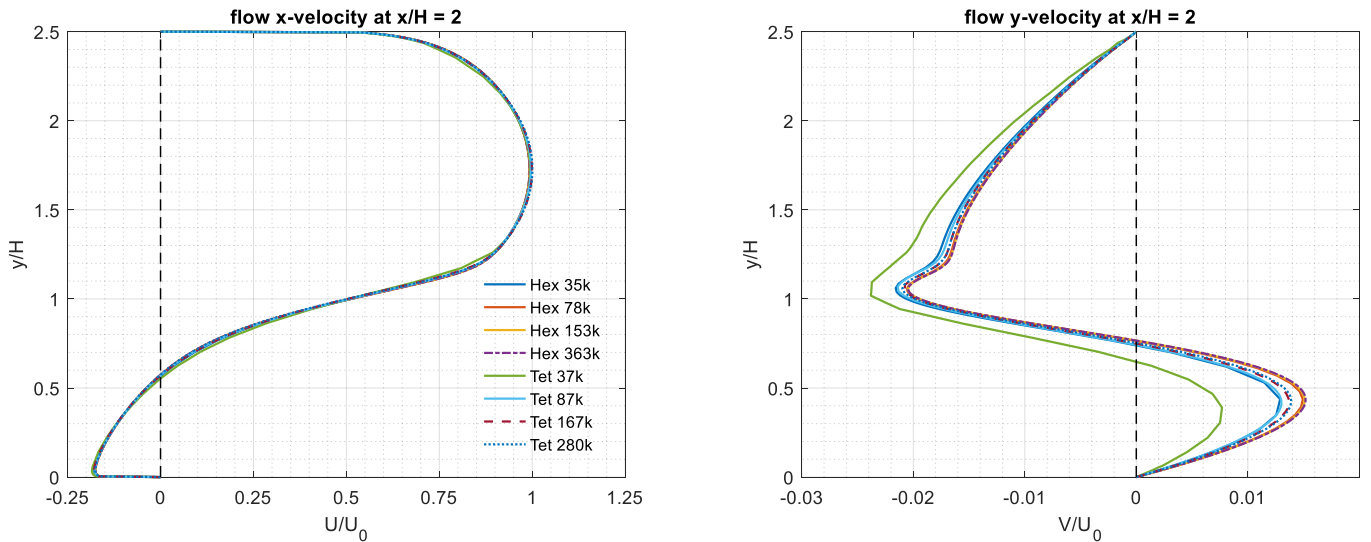 flow x-velocity at x/H = 2
2.5
2
1.5
1
0.5
0
y/H
-0.25
0
0.25
0.5
0.75
1
1.25
U/U0
Hex 35k
Hex 78k
Hex 153k
Hex 363k
Tet 37k
Tet 87k
Tet 167k
Tet 280k
flow y-velocity at x/H = 2
2.5
2
1.5
1
0.5
0
y/H
-0.03
-0.02
-0.01
0
0.01
V/U0